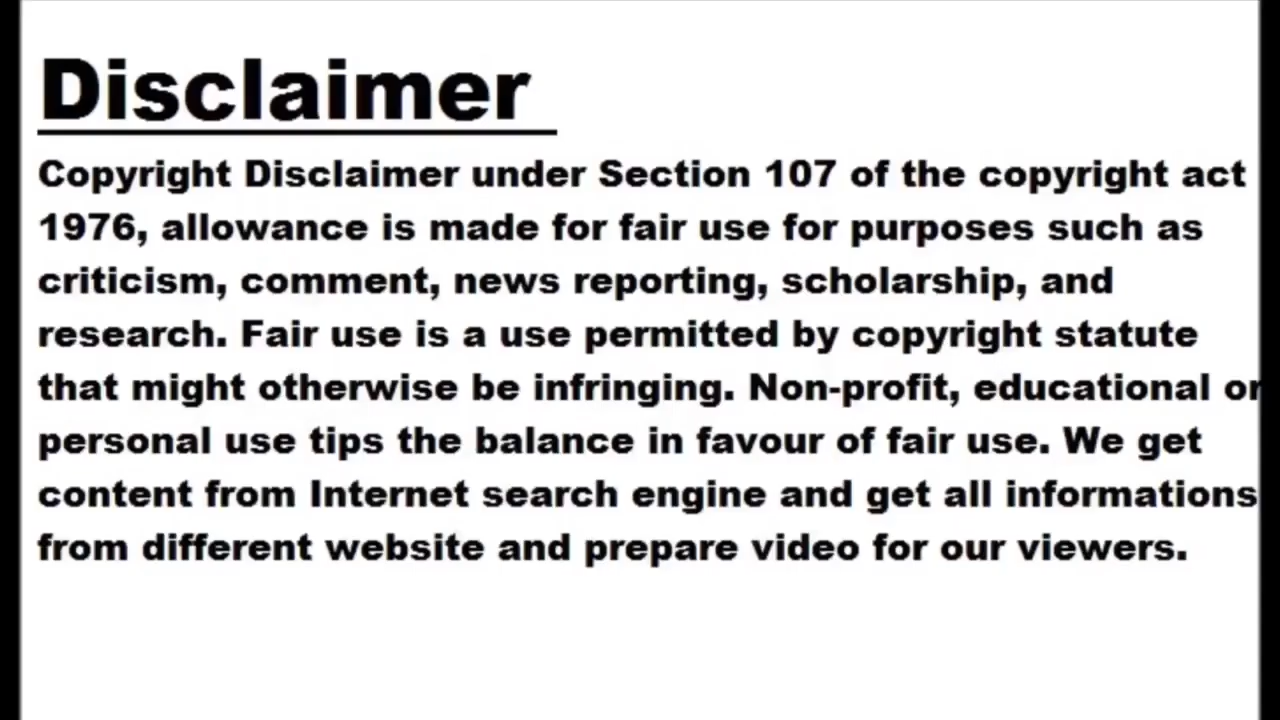 Disclaimer
Copyright Disclaimer under Section 107 of the copyright act
1976, allowance is made for fair use for purposes such as
criticism, comment, news reporting, scholarship, and
research. Fair use is a use permitted by copyright statute
that might otherwise be infringing. Non-profit, educational or
personal use tips the balance in favour of fair use. We get
content from Internet search engine and get all informations
from different website and prepare video for our viewers.